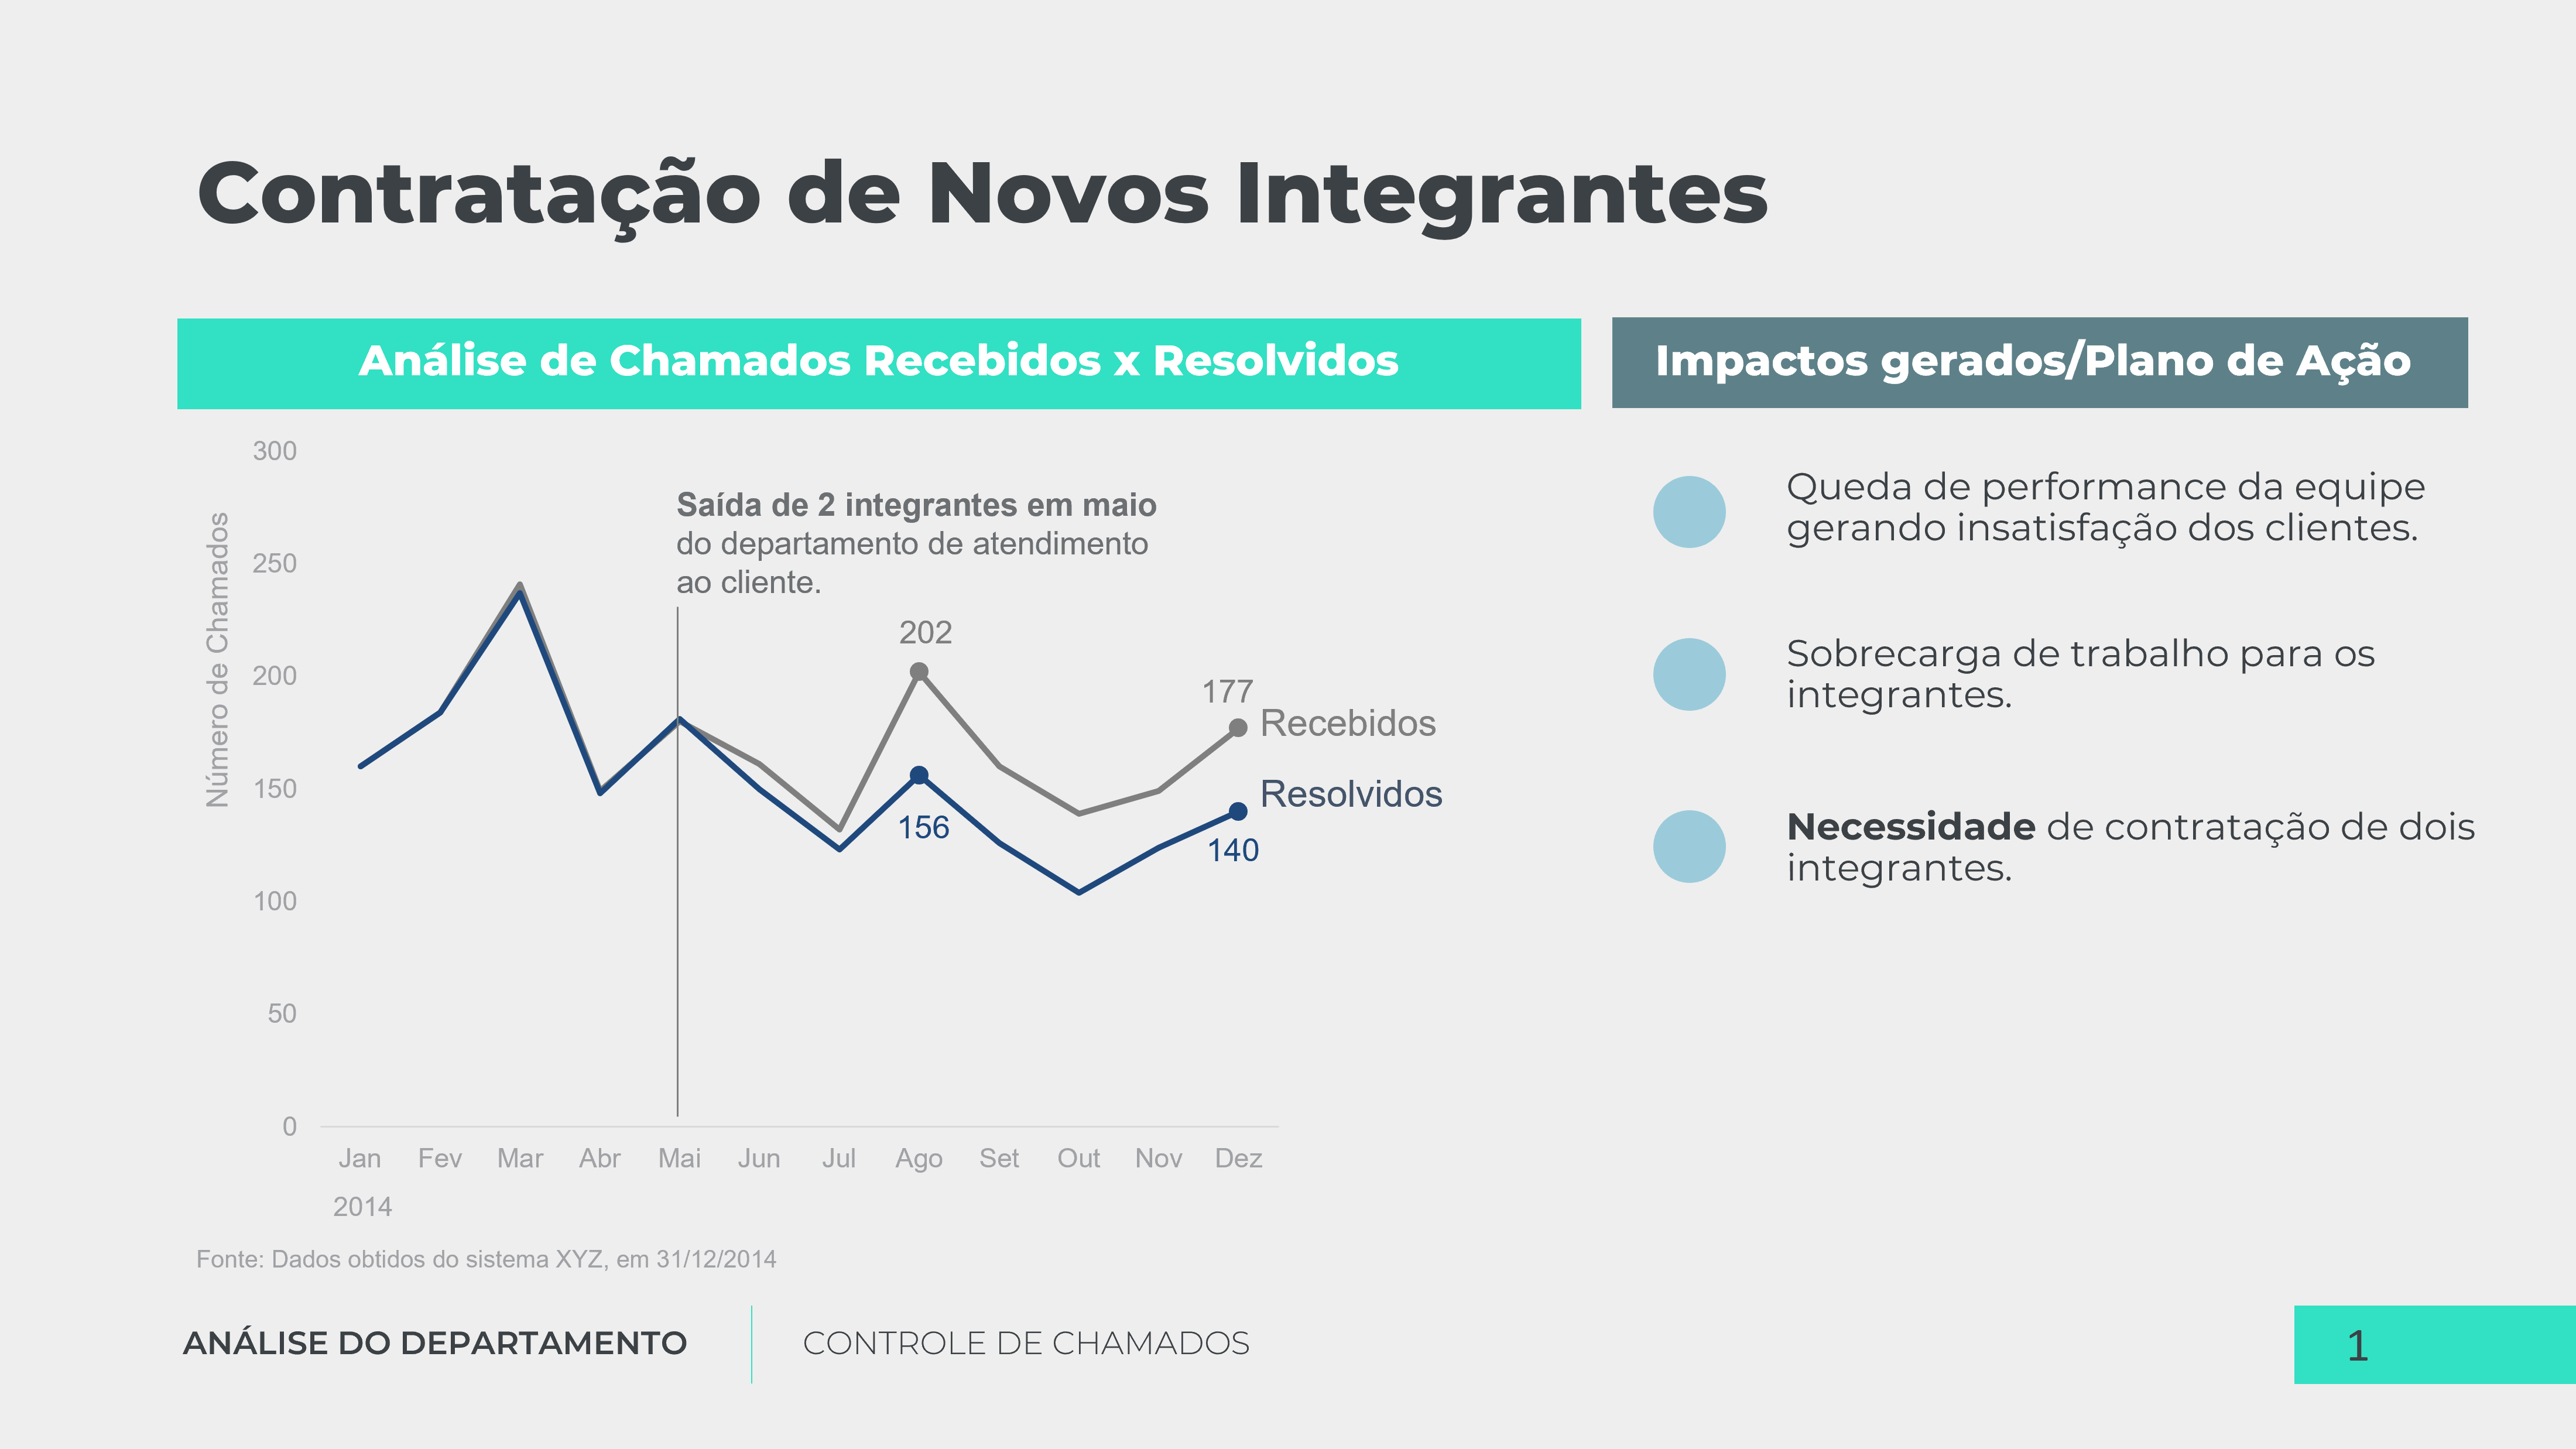 Contratação de Novos Integrantes
Análise de Chamados Recebidos x Resolvidos
300
250
200
150
100
50
0
Número de Chamados
Saída de 2 integrantes em maio
do departamento de atendimento
ao cliente.
202
177
Recebidos
Resolvidos
156
140
Jan Fev Mar Abr Mai Jun Jul Ago Set Out Nov Dez
2014
Fonte: Dados obtidos do sistema XYZ, em 31/12/2014
Impactos gerados/Plano de Ação
Queda de performance da equipe
gerando insatisfação dos clientes.
Sobrecarga de trabalho para os
integrantes.
Necessidade de contratação de dois
integrantes.
ANÁLISE DO DEPARTAMENTO
CONTROLE DE CHAMADOS
1